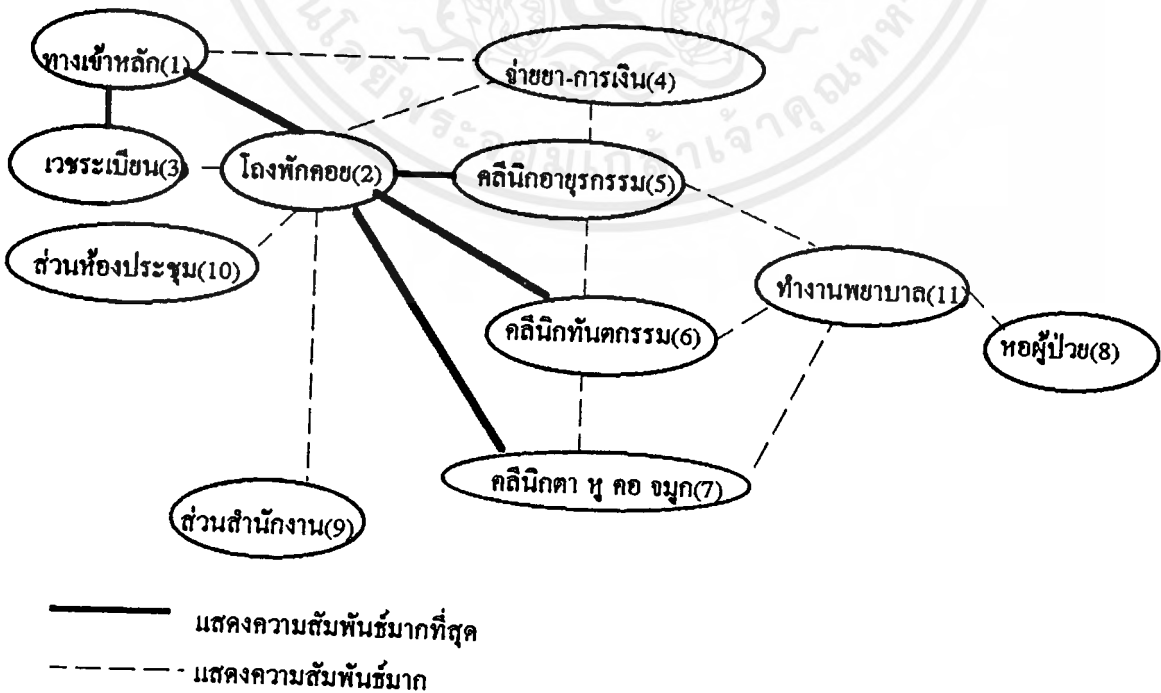 ทางเข้าหลัก(1)
จ่ายยา-การเงิน(4)
เวชระเบียน(3)
โถงพักคอย(2)
คลีนิกอายุรกรรม(5)
ส่วนห้องประชุม(10)
ทำงานพยาบาล(11)
คลีนิกทันตกรรม(6)
หอผู้ป่วย(8)
คลีนิกตา หู คอ จมูก(7)
ส่วนสำนักงาน(9)
แสดงความสัมพันธ์มากที่สุด
แสดงความสัมพันธ์มาก